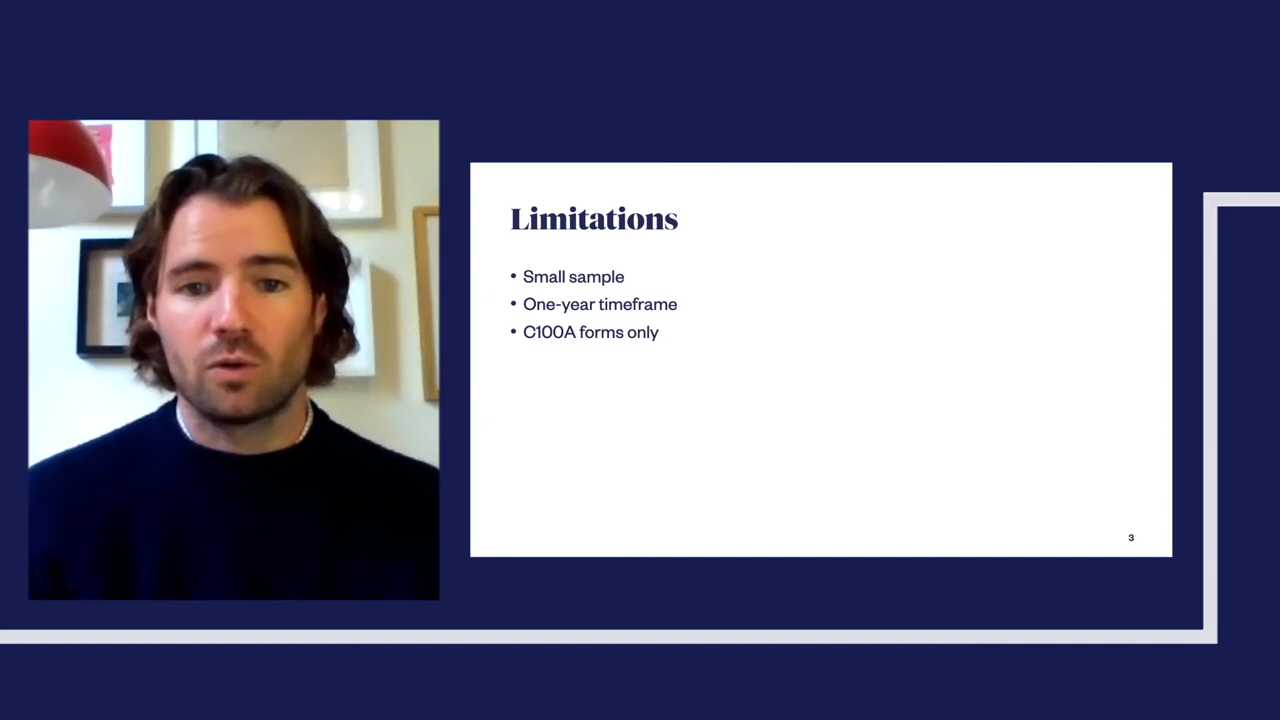 Limitations
• Small sample
• One-year timeframe
• C100A forms only
3